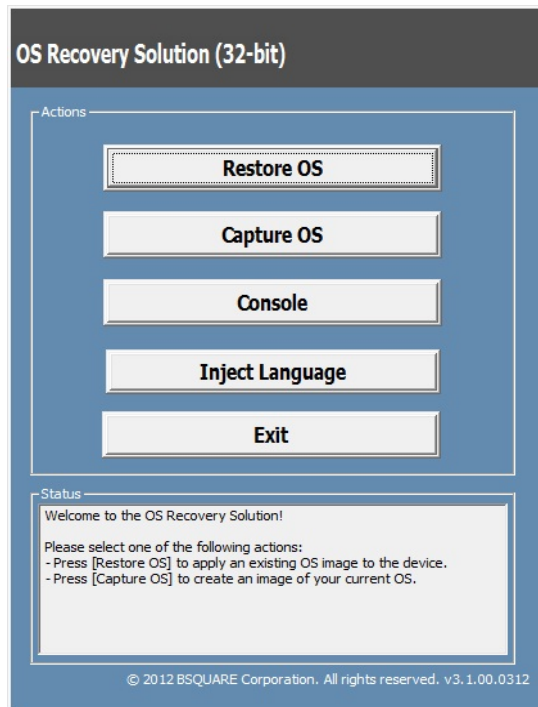 OS Recovery Solution (32-bit)
Actions
Restore OS
Capture OS
Console
Inject Language
Exit
Status
Welcome to the OS Recovery Solution!
Please select one of the following actions:
- Press [Restore OS] to apply an existing OS image to the device.
- Press [Capture OS] to create an image of your current OS.
© 2012 BSQUARE Corporation. All rights reserved. v3.1.00.0312